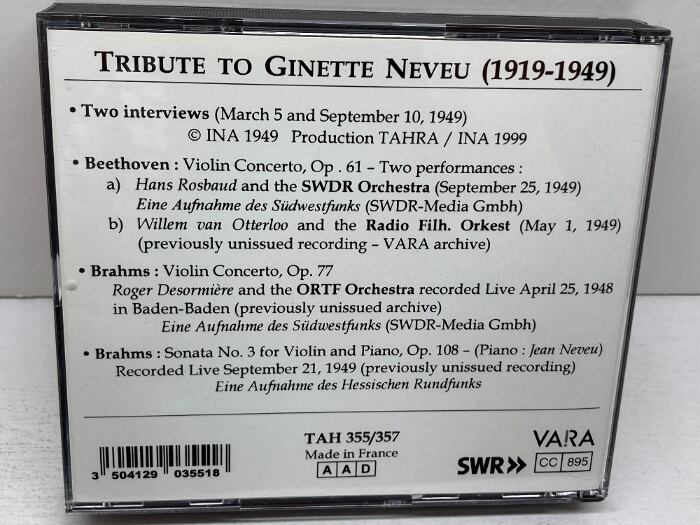 TRIBUTE TO GINETTE NEVEU (1919-1949)
• Two interviews (March 5 and September 10, 1949)
© INA 1949 Production TAHRA / INA 1999
• Beethoven : Violin Concerto, Op . 61 – Two performances :
a) Hans Rosbaud and the SWDR Orchestra (September 25, 1949)
Eine Aufnahme des Südwestfunks (SWDR-Media Gmbh)
b) Willem van Otterloo and the Radio Filh. Orkest (May 1, 1949)
(previously unissued recording – VARA archive)
• Brahms : Violin Concerto, Op. 77
Roger Desormière and the ORTF Orchestra recorded Live April 25, 1948
in Baden-Baden (previously unissued archive)
Eine Aufnahme des Südwestfunks (SWDR-Media Gmbh)
• Brahms : Sonata No. 3 for Violin and Piano, Op. 108 – (Piano : Jean Neveu)
Recorded Live September 21, 1949 (previously unissued recording)
Eine Aufnahme des Hessischen Rundfunks
3 504129 035518
TAH 355/357
Made in France
A A D
SWR
VARA
CC 895